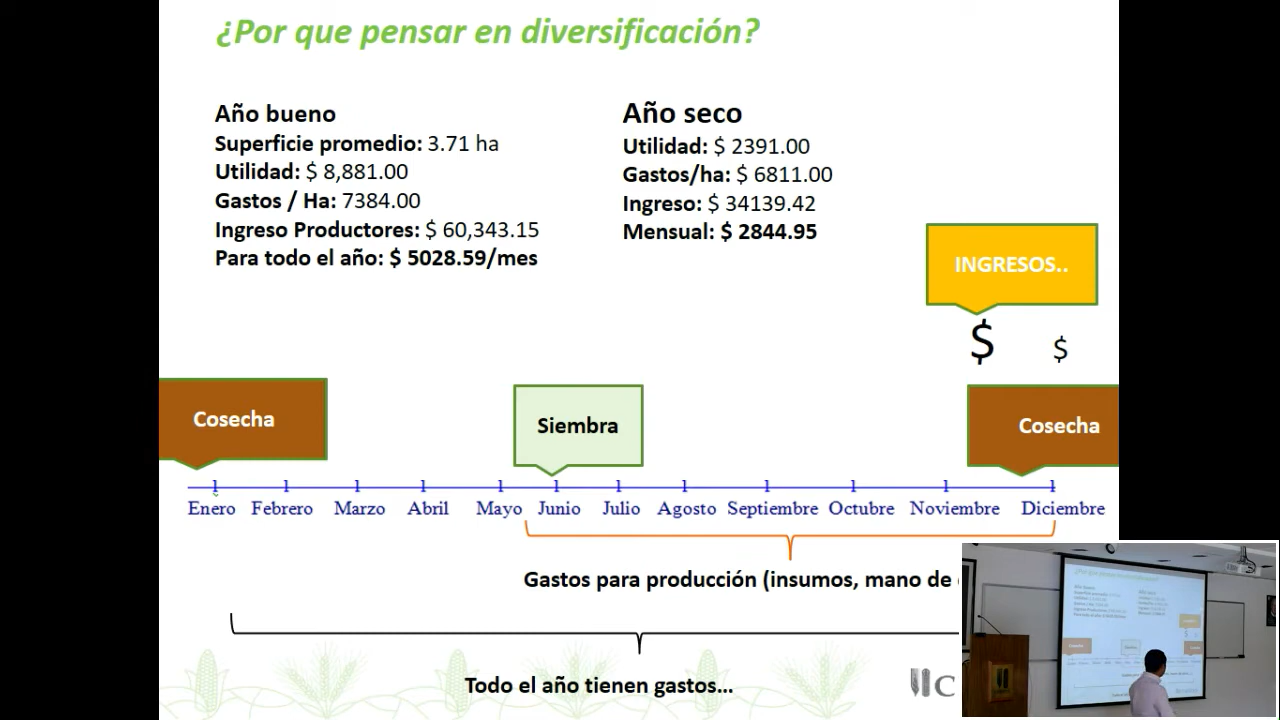 ¿Por que pensar en diversificación?
Año bueno
Superficie promedio: 3.71 ha
Utilidad: $ 8,881.00
Gastos / Ha: 7384.00
Ingreso Productores: $ 60,343.15
Para todo el año: $ 5028.59/mes
Año seco
Utilidad: $ 2391.00
Gastos/ha: $ 6811.00
Ingreso: $ 34139.42
Mensual: $ 2844.95
INGRESOS..
$ $
Cosecha
Siembra
Cosecha
Enero Febrero Marzo Abril Mayo Junio Julio Agosto Septiembre Octubre Noviembre Diciembre
Gastos para producción (insumos, mano de
Todo el año tienen gastos...
C